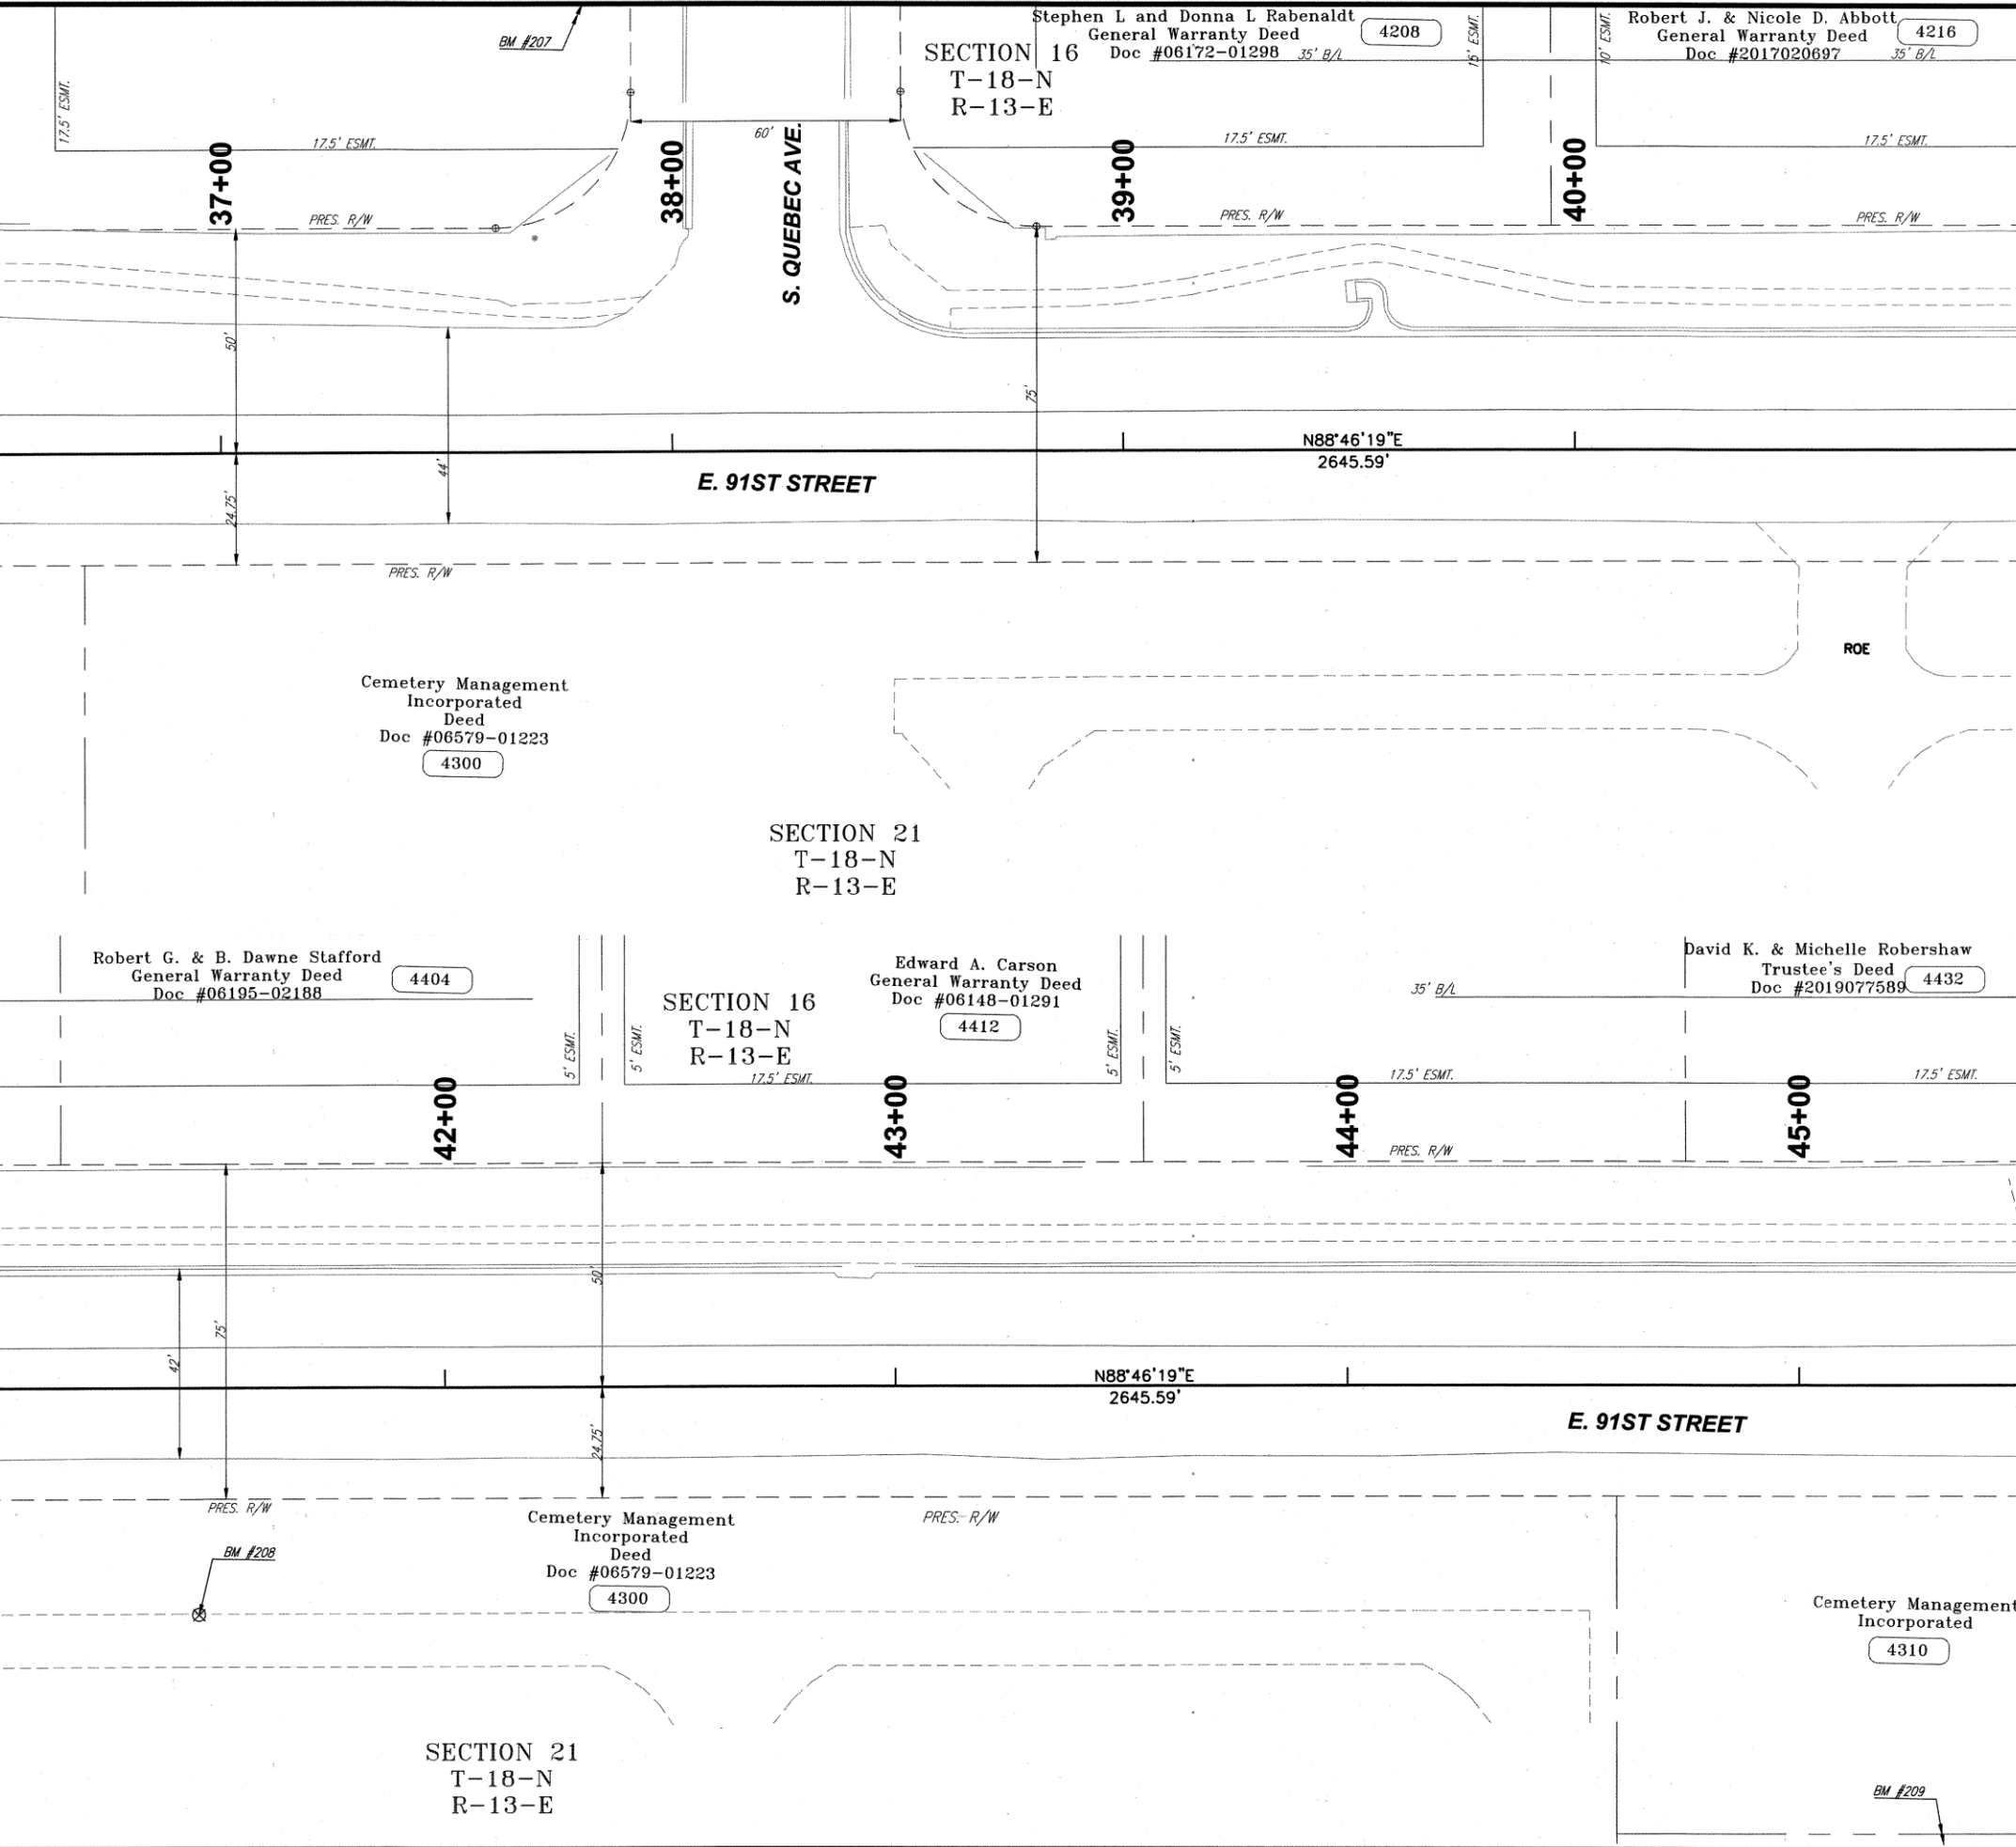 BM #207
Stephen L and Donna L Rabenaldt
General Warranty Deed
Doc #06172-01298
4208
35' B/L
15' ESMT.
10' ESMT.
Robert J. & Nicole D. Abbott
General Warranty Deed
Doc #2017020697
4216
35' B/L
SECTION 16
T-18-N
R-13-E
17.5' ESMT.
17.5' ESMT.
60'
17.5' ESMT.
17.5' ESMT.
37+00
38+00
S. QUEBEC AVE.
39+00
40+00
PRES. R/W
PRES. R/W
PRES. R/W
50'
75'
44'
24.75'
N88°46'19"E
2645.59'
E. 91ST STREET
PRES. R/W
ROE
Cemetery Management
Incorporated
Deed
Doc #06579-01223
4300
SECTION 21
T-18-N
R-13-E
Robert G. & B. Dawne Stafford
General Warranty Deed
Doc #06195-02188
4404
5' ESMT.
5' ESMT.
SECTION 16
T-18-N
R-13-E
Edward A. Carson
General Warranty Deed
Doc #06148-01291
4412
5' ESMT.
5' ESMT.
35' B/L
David K. & Michelle Robershaw
Trustee's Deed
Doc #2019077589
4432
17.5' ESMT.
17.5' ESMT.
17.5' ESMT.
42+00
43+00
44+00
45+00
PRES. R/W
50'
75'
42'
24.75'
N88°46'19"E
2645.59'
E. 91ST STREET
PRES. R/W
PRES. R/W
BM #208
Cemetery Management
Incorporated
Deed
Doc #06579-01223
4300
Cemetery Management
Incorporated
4310
SECTION 21
T-18-N
R-13-E
BM #209